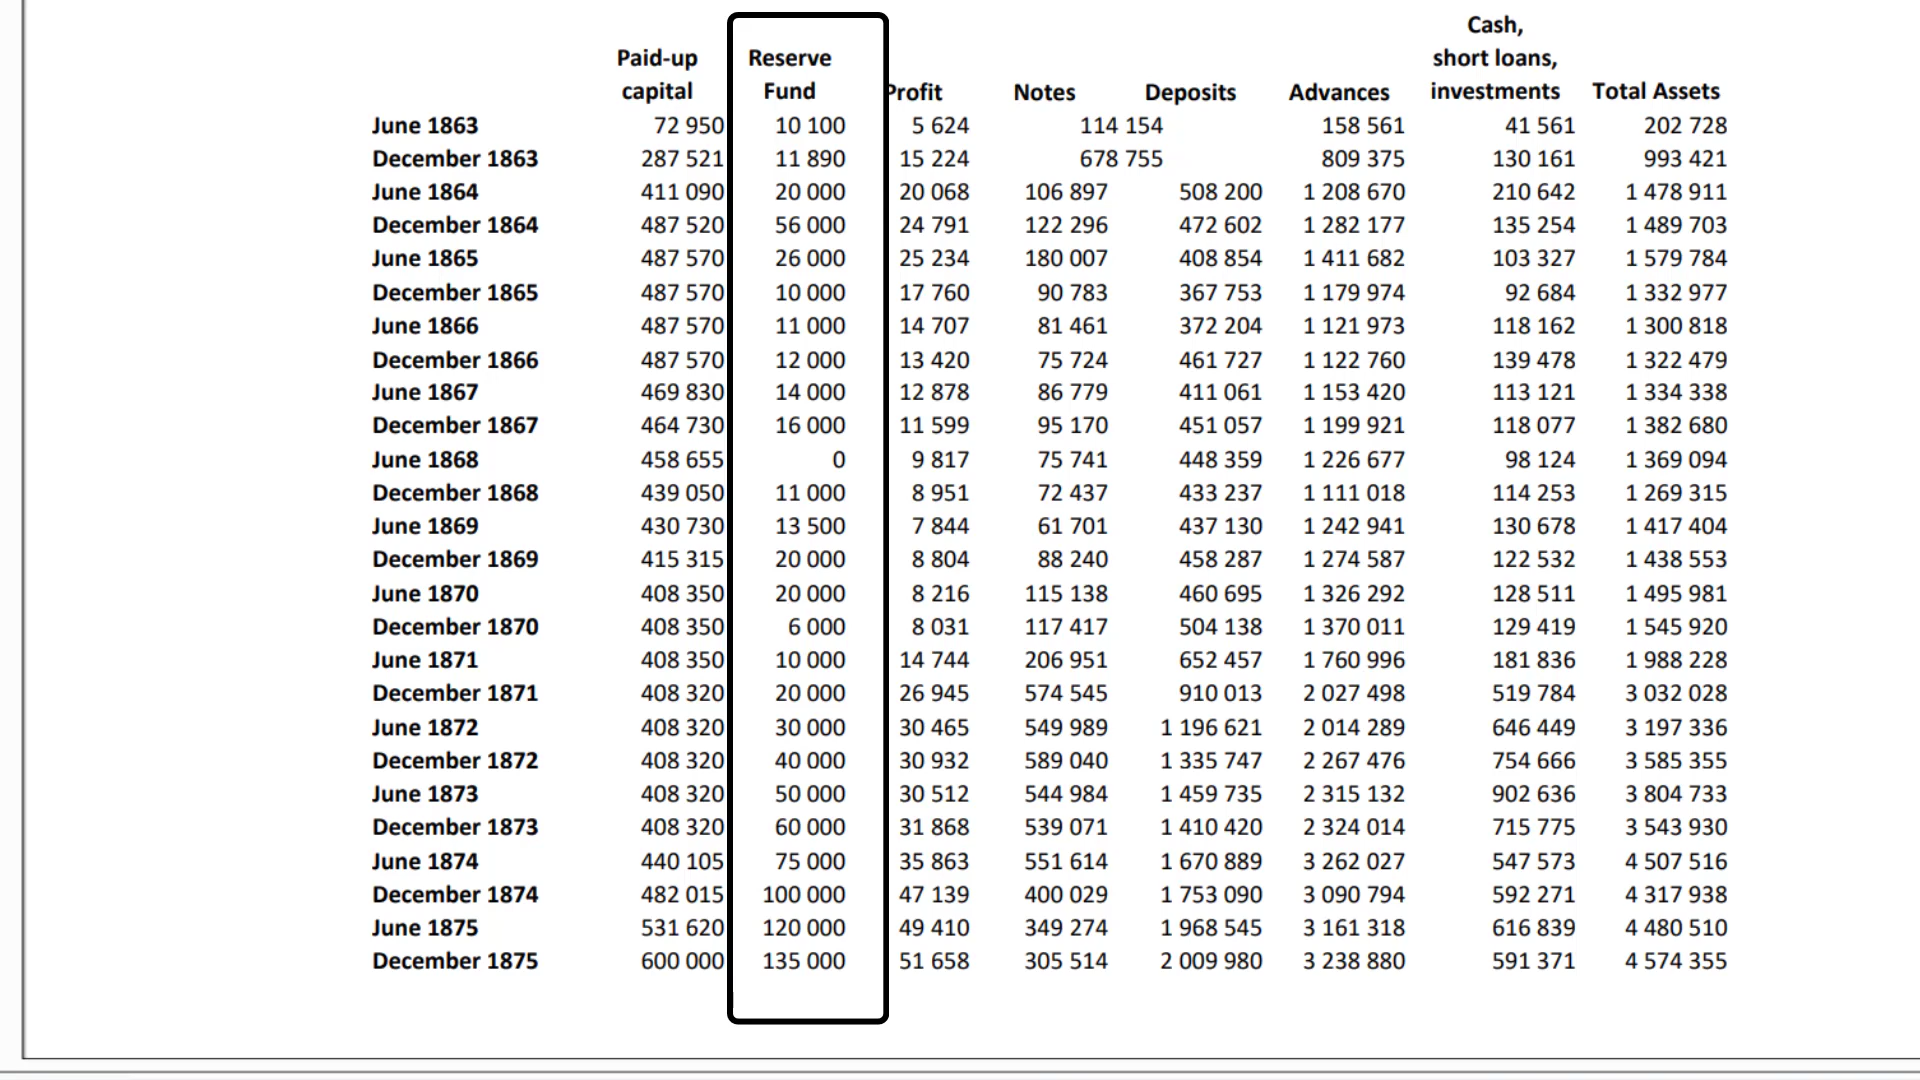 Cash,
Paid-up Reserve short loans,
capital Fund Profit Notes Deposits Advances investments Total Assets
June 1863 72 950 10 100 5 624 114 154 158 561 41 561 202 728
December 1863 287 521 11 890 15 224 678 755 809 375 130 161 993 421
June 1864 411 090 20 000 20 068 106 897 508 200 1 208 670 210 642 1 478 911
December 1864 487 520 56 000 24 791 122 296 472 602 1 282 177 135 254 1 489 703
June 1865 487 570 26 000 25 234 180 007 408 854 1 411 682 103 327 1 579 784
December 1865 487 570 10 000 17 760 90 783 367 753 1 179 974 92 684 1 332 977
June 1866 487 570 11 000 14 707 81 461 372 204 1 121 973 118 162 1 300 818
December 1866 487 570 12 000 13 420 75 724 461 727 1 122 760 139 478 1 322 479
June 1867 469 830 14 000 12 878 86 779 411 061 1 153 420 113 121 1 334 338
December 1867 464 730 16 000 11 599 95 170 451 057 1 199 921 118 077 1 382 680
June 1868 458 655 0 9 817 75 741 448 359 1 226 677 98 124 1 369 094
December 1868 439 050 11 000 8 951 72 437 433 237 1 111 018 114 253 1 269 315
June 1869 430 730 13 500 7 844 61 701 437 130 1 242 941 130 678 1 417 404
December 1869 415 315 20 000 8 804 88 240 458 287 1 274 587 122 532 1 438 553
June 1870 408 350 20 000 8 216 115 138 460 695 1 326 292 128 511 1 495 981
December 1870 408 350 6 000 8 031 117 417 504 138 1 370 011 129 419 1 545 920
June 1871 408 350 10 000 14 744 206 951 652 457 1 760 996 181 836 1 988 228
December 1871 408 320 20 000 26 945 574 545 910 013 2 027 498 519 784 3 032 028
June 1872 408 320 30 000 30 465 549 989 1 196 621 2 014 289 646 449 3 197 336
December 1872 408 320 40 000 30 932 589 040 1 335 747 2 267 476 754 666 3 585 355
June 1873 408 320 50 000 30 512 544 984 1 459 735 2 315 132 902 636 3 804 733
December 1873 408 320 60 000 31 868 539 071 1 410 420 2 324 014 715 775 3 543 930
June 1874 440 105 75 000 35 863 551 614 1 670 889 3 262 027 547 573 4 507 516
December 1874 482 015 100 000 47 139 400 029 1 753 090 3 090 794 592 271 4 317 938
June 1875 531 620 120 000 49 410 349 274 1 968 545 3 161 318 616 839 4 480 510
December 1875 600 000 135 000 51 658 305 514 2 009 980 3 238 880 591 371 4 574 355